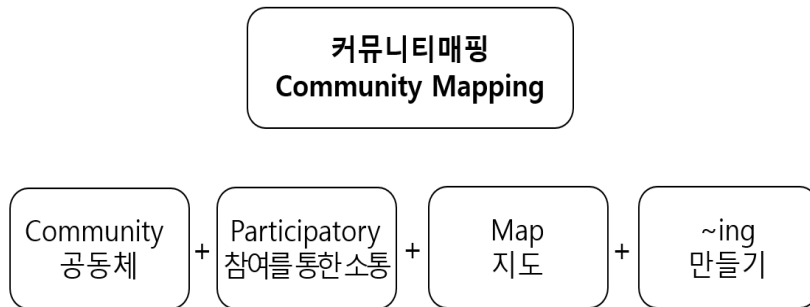 커뮤니티매핑
Community Mapping
Community + Participatory + Map + ~ing
공동체 참여를 통한 소통 지도 만들기